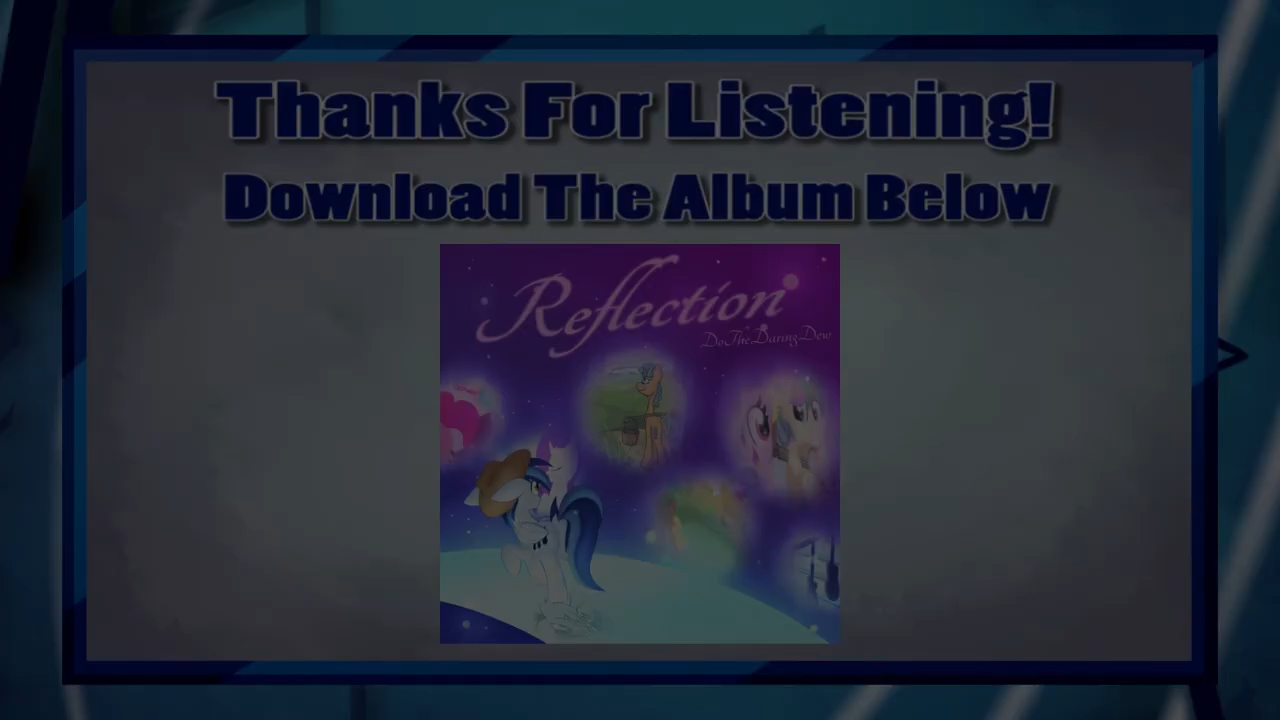 Thanks For Listening!
Download The Album Below
Reflection
DoTheDaringDew